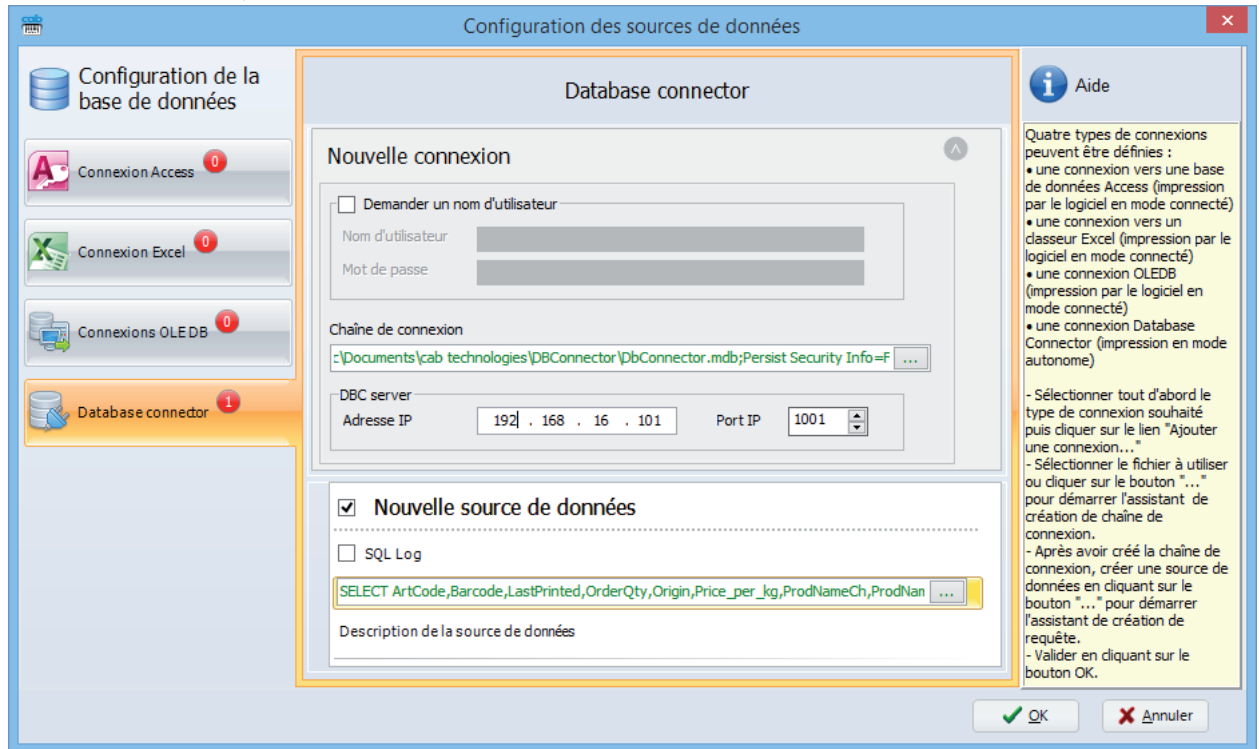 cab
Configuration des sources de données
Configuration de la
base de données
Connexion Access
0
Connexion Excel
0
Connexions OLE DB
0
Database connector
1
Database connector
Nouvelle connexion
Demander un nom d'utilisateur
Nom d'utilisateur
Mot de passe
Chaîne de connexion
\Documents\cab technologies\DBConnector\DbConnector.mdb;Persist Security Info=F ...
DBC server
Adresse IP 192 . 168 . 16 . 101 Port IP 1001
Nouvelle source de données
SQL Log
SELECT ArtCode,Barcode,LastPrinted,OrderQty,Origin,Price_per_kg,ProdNameCh,ProdNam ...
Description de la source de données
Aide
Quatre types de connexions
peuvent être définies :
• une connexion vers une base
de données Access (impression
par le logiciel en mode connecté)
• une connexion vers un
classeur Excel (impression par le
logiciel en mode connecté)
• une connexion OLEDB
(impression par le logiciel en
mode connecté)
• une connexion Database
Connector (impression en mode
autonome)
- Sélectionner tout d'abord le
type de connexion souhaité
puis cliquer sur le lien "Ajouter
une connexion..."
- Sélectionner le fichier à utiliser
ou cliquer sur le bouton "..."
pour démarrer l'assistant de
création de chaîne de
connexion.
- Après avoir créé la chaîne de
connexion, créer une source de
données en cliquant sur le
bouton "..." pour démarrer
l'assistant de création de
requête.
- Valider en cliquant sur le
bouton OK.
OK
Annuler